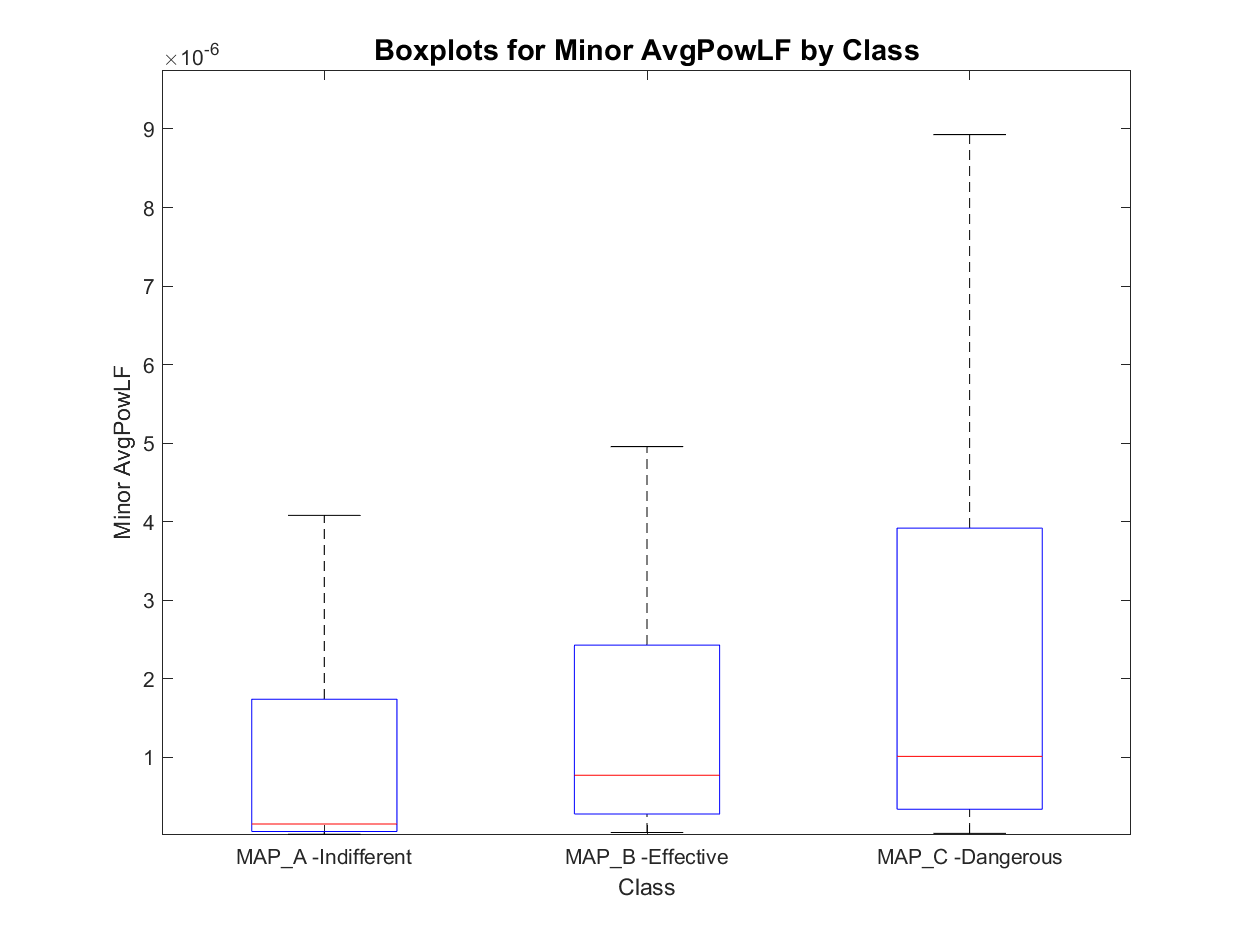 ×10-6
Boxplots for Minor AvgPowLF by Class
9
8
7
6
5
4
3
2
1
Minor AvgPowLF
MAP_A -Indifferent
MAP_B -Effective
MAP_C -Dangerous
Class